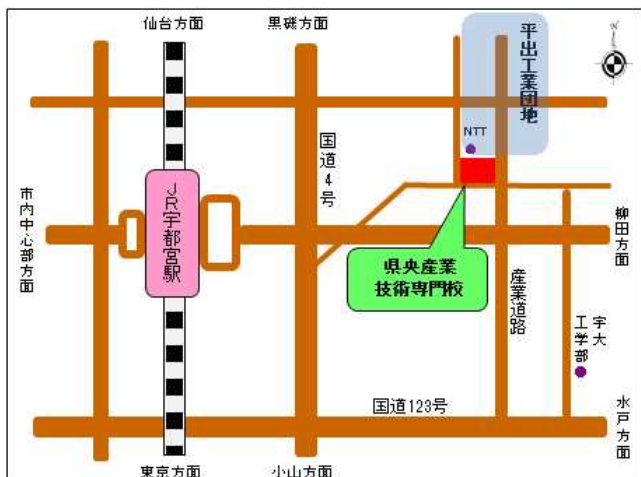 仙台方面
黒磯方面
平出工業団地
NTT
国道4号
市内中心部方面
JR宇都宮駅
柳田方面
県央産業
技術専門校
産業道路
宇大
工学部
国道123号
水戸方面
東京方面
小山方面